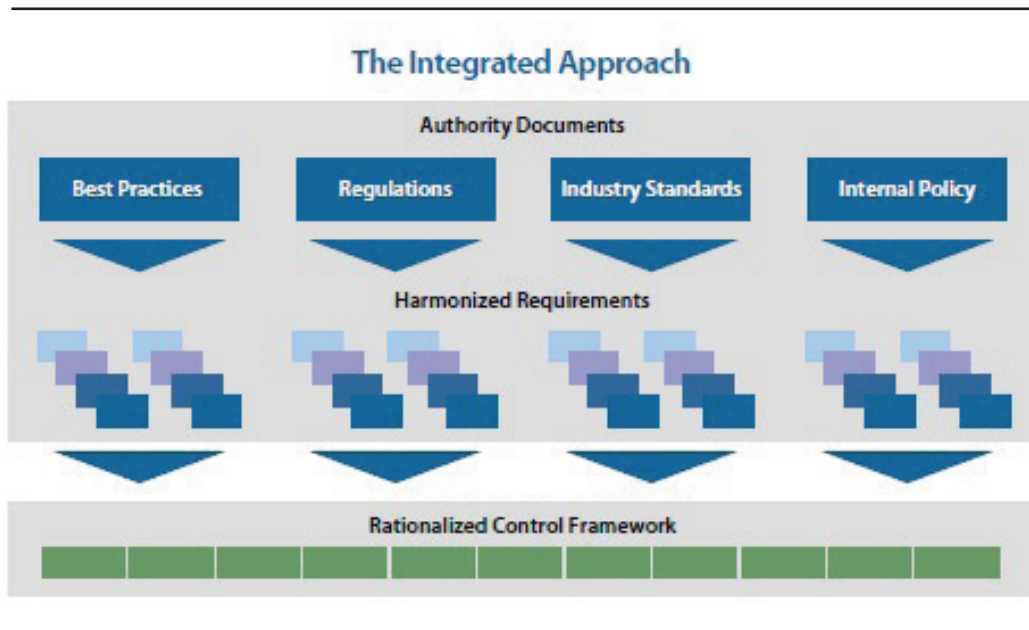 The Integrated Approach
Authority Documents
Best Practices
Regulations
Industry Standards
Internal Policy
Harmonized Requirements
Rationalized Control Framework